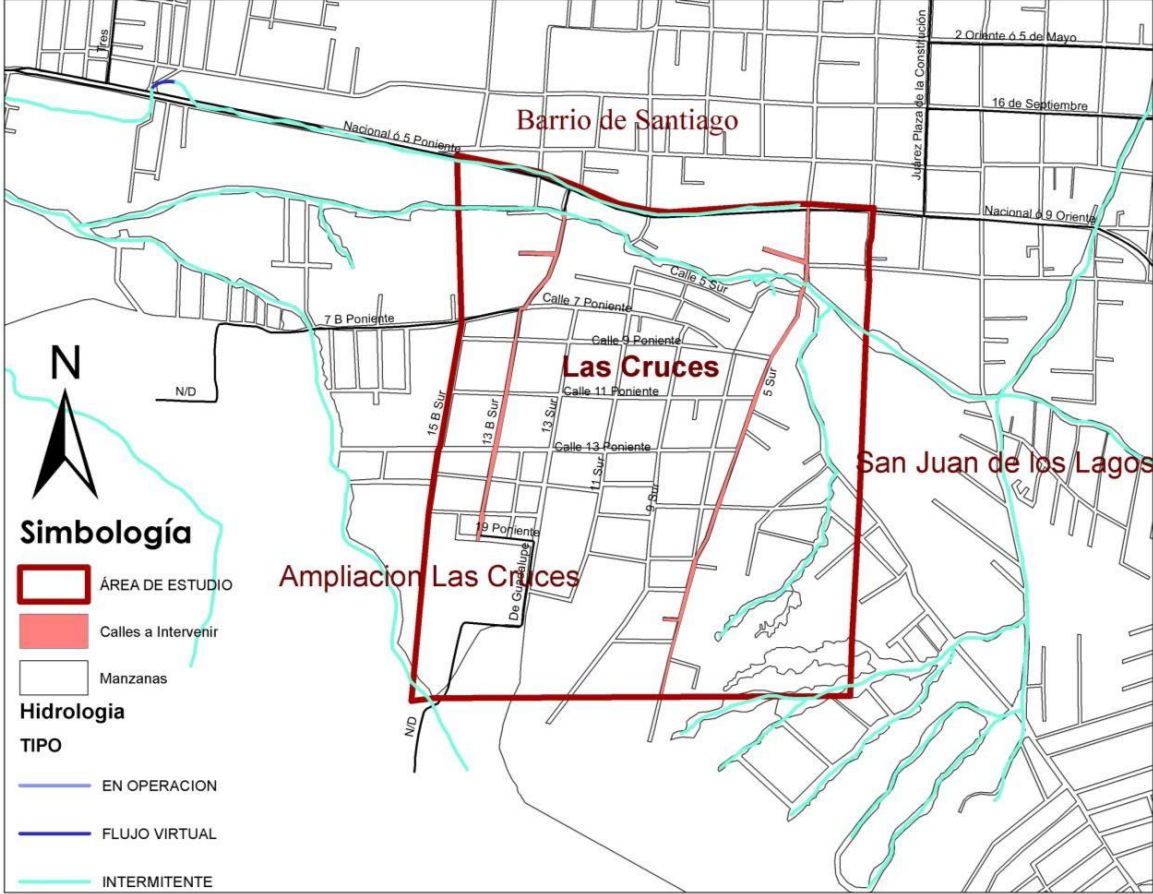 Tres
Juárez Plaza de la Constitución
2 Oriente ó 5 de Mayo
16 de Septiembre
Barrio de Santiago
Nacional ó 5 Poniente
Nacional ó 9 Oriente
Calle 5 Sur
Calle 7 Poniente
7 B Poniente
Calle 9 Poniente
Las Cruces
N/D
Calle 11 Poniente
5 Sur
15 B Sur
13 B Sur
13 Sur
Calle 13 Poniente
11 Sur
9 Sur
San Juan de los Lagos
19 Poniente
De Guadalupe
Ampliacion Las Cruces
N/D
N
Simbología
ÁREA DE ESTUDIO
Calles a Intervenir
Manzanas
Hidrologia
TIPO
EN OPERACION
FLUJO VIRTUAL
INTERMITENTE